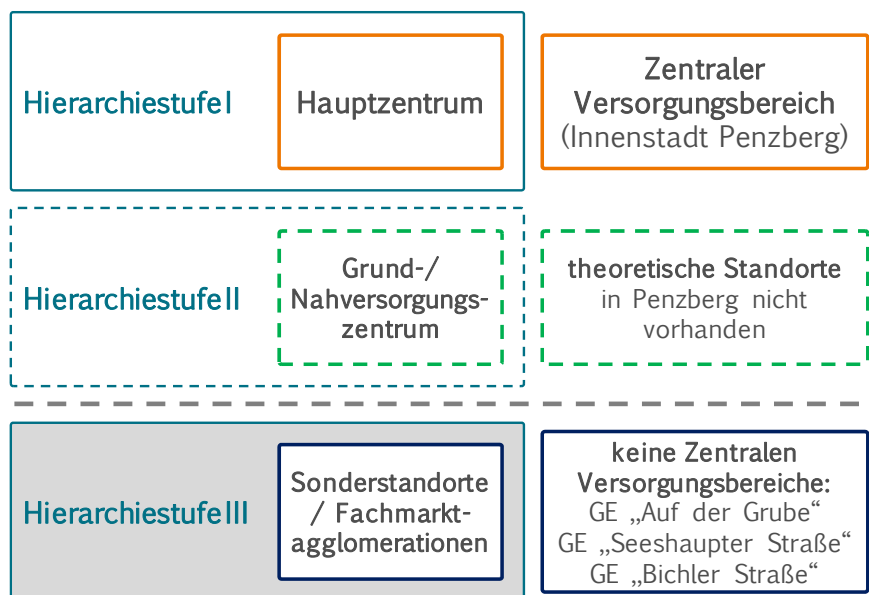 Hierarchiestufe I
Hauptzentrum
Zentraler
Versorgungsbereich
(Innenstadt Penzberg)
Hierarchiestufe II
Grund-/
Nahversorgungs-
zentrum
theoretische Standorte
in Penzberg nicht
vorhanden
Hierarchiestufe III
Sonderstandorte
/ Fachmarkt-
agglomerationen
keine Zentralen
Versorgungsbereiche:
GE „Auf der Grube“
GE „Seeshaupter Straße“
GE „Bichler Straße“